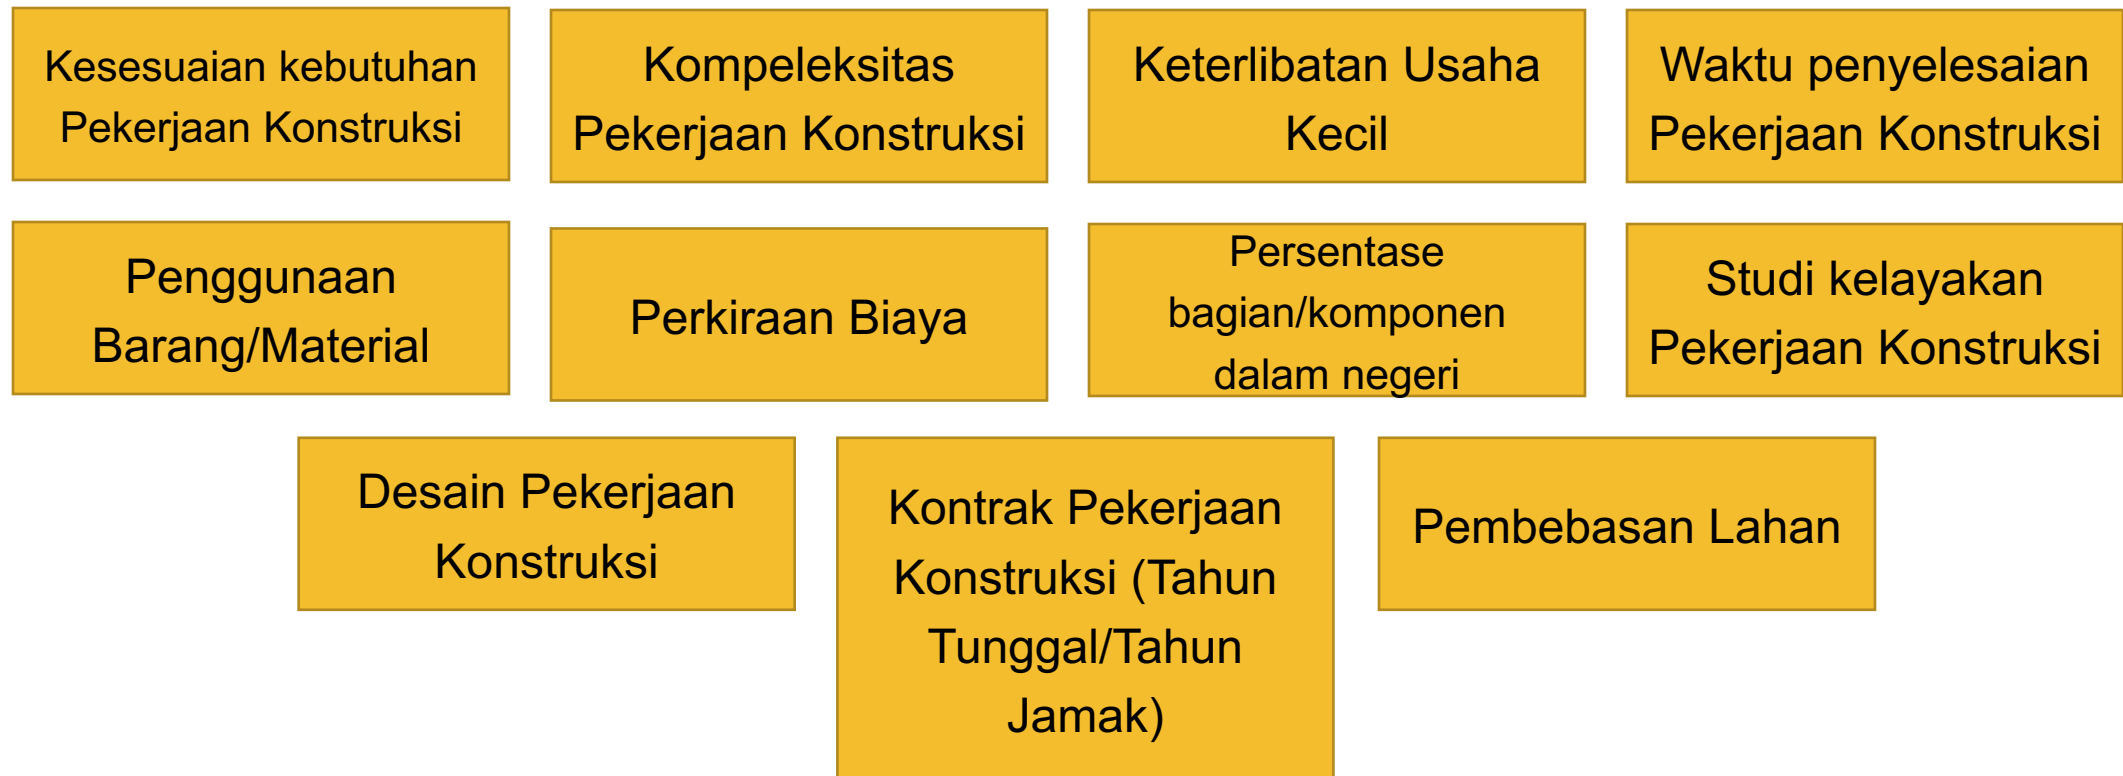 Kesesuaian kebutuhan
Pekerjaan Konstruksi
Kompeleksitas
Pekerjaan Konstruksi
Keterlibatan Usaha
Kecil
Waktu penyelesaian
Pekerjaan Konstruksi
Penggunaan
Barang/Material
Perkiraan Biaya
Persentase
bagian/komponen
dalam negeri
Studi kelayakan
Pekerjaan Konstruksi
Desain Pekerjaan
Konstruksi
Kontrak Pekerjaan
Konstruksi (Tahun
Tunggal/Tahun
Jamak)
Pembebasan Lahan